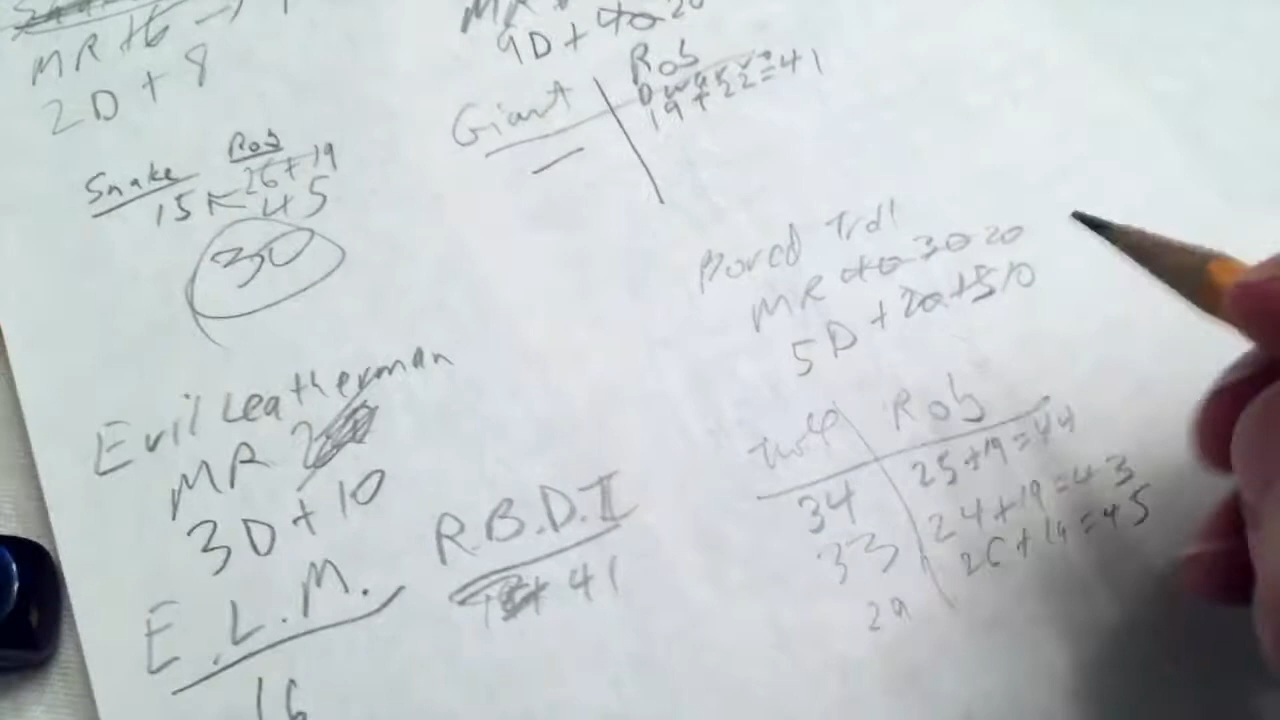 MR +6 →
2D + 8
Snake Rob
26+19
15 ← 45
30
Evil Leatherman
MR 2
3D+10
E.L.M. R.B.D.II
16 41
9D + 40 20
Giant Rob
19 + 22 = 41
Bored Troll
MR 40 30 20
5D + 20 +5 10
Troll Rob
34 25+19=44
33 24+19=43
29 26+19=45